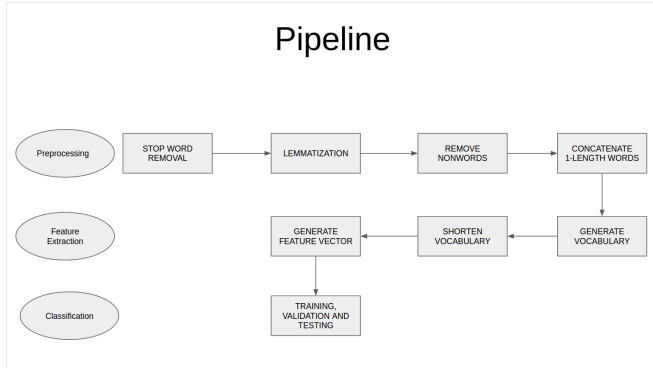 Pipeline
Preprocessing
STOP WORD
REMOVAL
LEMMATIZATION
REMOVE
NONWORDS
CONCATENATE
1-LENGTH WORDS
Feature
Extraction
GENERATE
FEATURE VECTOR
SHORTEN
VOCABULARY
GENERATE
VOCABULARY
Classification
TRAINING,
VALIDATION AND
TESTING